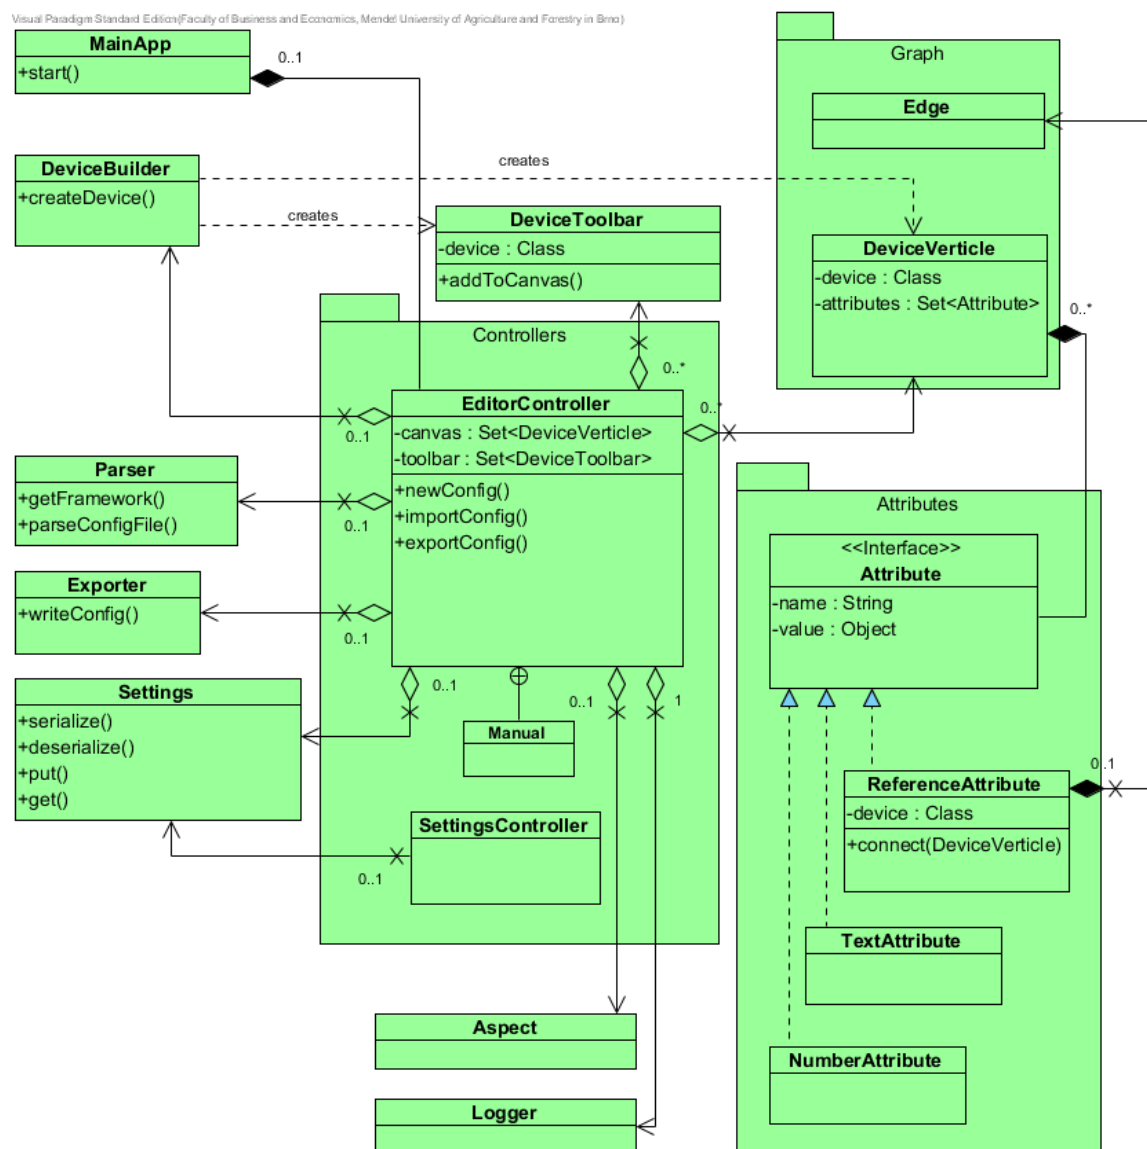 Visual Paradigm Standard Edition(Faculty of Business and Economics, Mendel University of Agriculture and Forestry in Brno)
MainApp
+start()
0..1
Graph
Edge
DeviceBuilder
+createDevice()
creates
creates
DeviceToolbar
-device : Class
+addToCanvas()
DeviceVerticle
-device : Class
-attributes : Set<Attribute>
0..*
Controllers
0..*
EditorController
-canvas : Set<DeviceVerticle>
-toolbar : Set<DeviceToolbar>
+newConfig()
+importConfig()
+exportConfig()
0..*
0..1
Parser
+getFramework()
+parseConfigFile()
0..1
Exporter
+writeConfig()
0..1
Attributes
<<Interface>>
Attribute
-name : String
-value : Object
Settings
+serialize()
+deserialize()
+put()
+get()
0..1
Manual
0..1
1
SettingsController
0..1
ReferenceAttribute
-device : Class
+connect(DeviceVerticle)
0..1
TextAttribute
NumberAttribute
Aspect
Logger